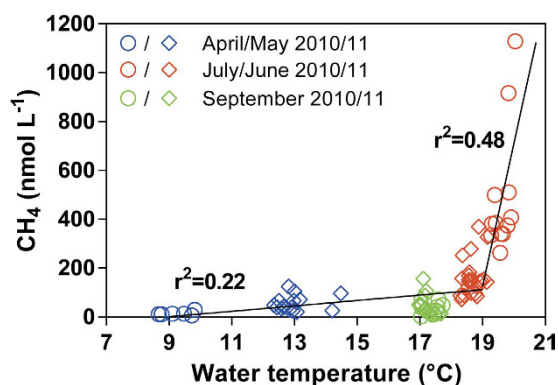 1200
1000
800
600
400
200
0
CH4 (nmol L-1)
/ April/May 2010/11
/ July/June 2010/11
/ September 2010/11
r2=0.48
r2=0.22
7 9 11 13 15 17 19 21
Water temperature (°C)